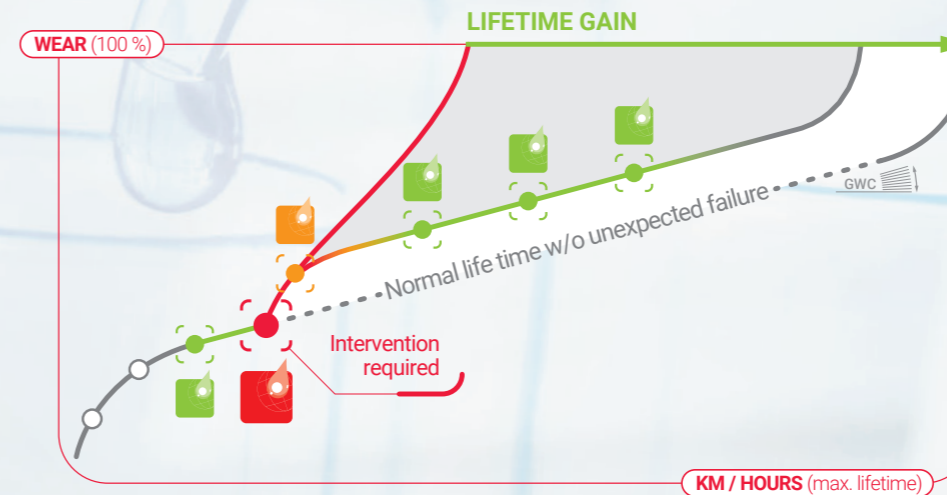 LIFETIME GAIN
WEAR (100 %)
GWC
Normal life time w/o unexpected failure
Intervention
required
KM / HOURS (max. lifetime)